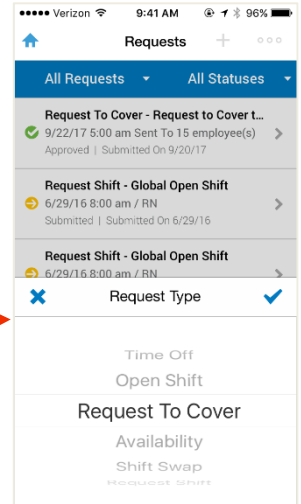 Verizon 9:41 AM 96%
Requests
All Requests All Statuses
Request To Cover - Request to Cover t...
9/22/17 5:00 am Sent To 15 employee(s)
Approved | Submitted On 9/20/17
Request Shift - Global Open Shift
6/29/16 8:00 am / RN
Submitted | Submitted On 6/29/16
Request Shift - Global Open Shift
6/29/16 8:00 am / RN
Request Type
Time Off
Open Shift
Request To Cover
Availability
Shift Swap
Request Shift